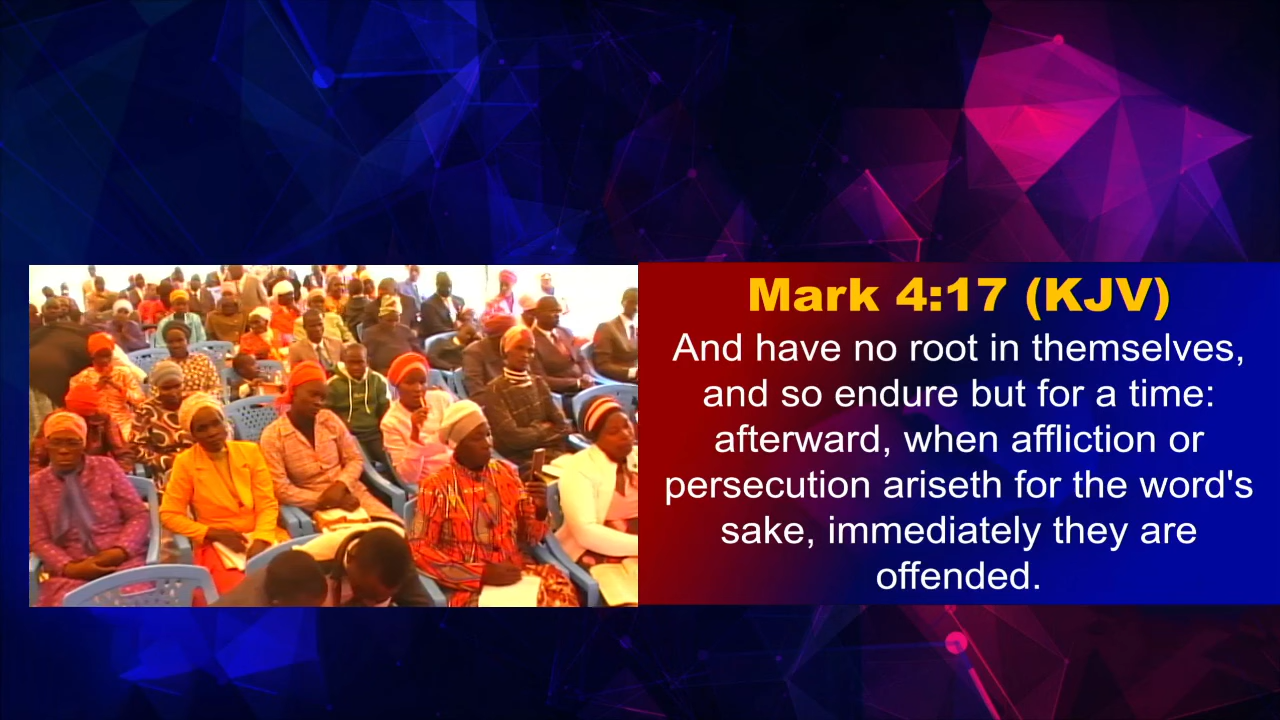 Mark 4:17 (KJV)
And have no root in themselves,
and so endure but for a time:
afterward, when affliction or
persecution ariseth for the word's
sake, immediately they are
offended.